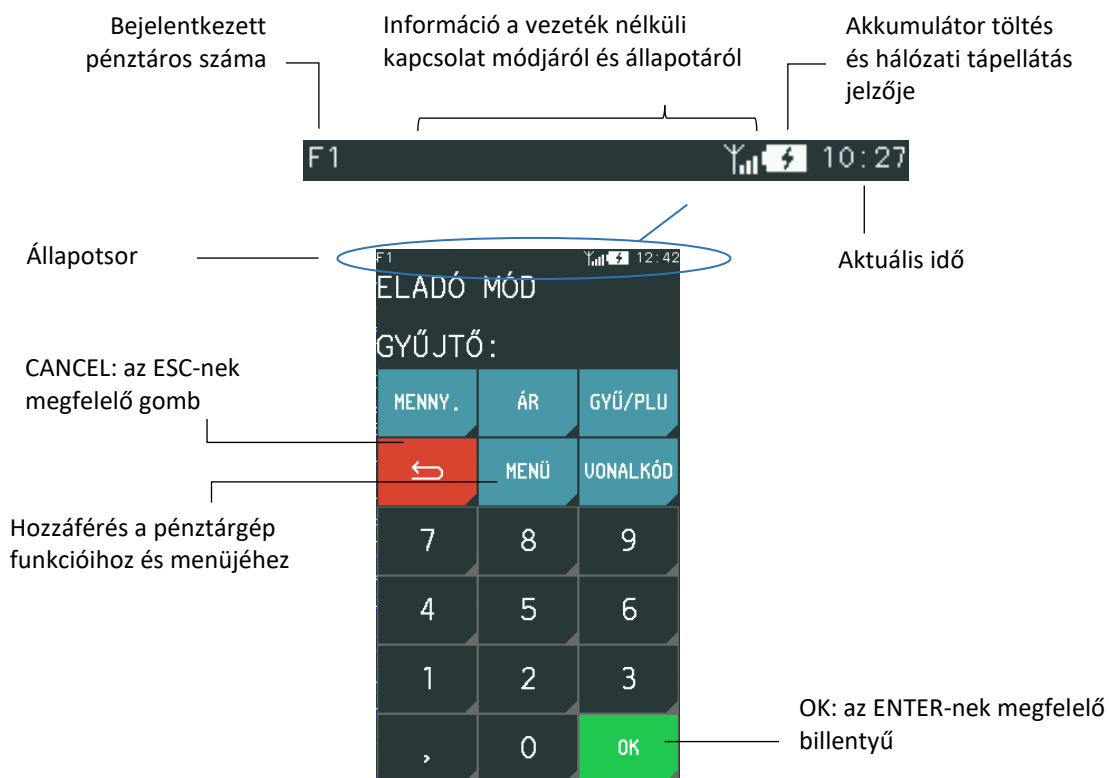 Bejelentkezett
pénztáros száma
Információ a vezeték nélküli
kapcsolat módjáról és állapotáról
Akkumulátor töltés
és hálózati tápellátás
jelzője
F1 10:27
Állapotsor
Aktuális idő
F1 12:42
ELADÓ MÓD
GYŰJTŐ:
CANCEL: az ESC-nek
megfelelő gomb
MENNY. ÁR GYŰ/PLU
MENÜ VONALKÓD
Hozzáférés a pénztárgép
funkcióihoz és menüjéhez
7 8 9
4 5 6
1 2 3
, 0 OK
OK: az ENTER-nek megfelelő
billentyű